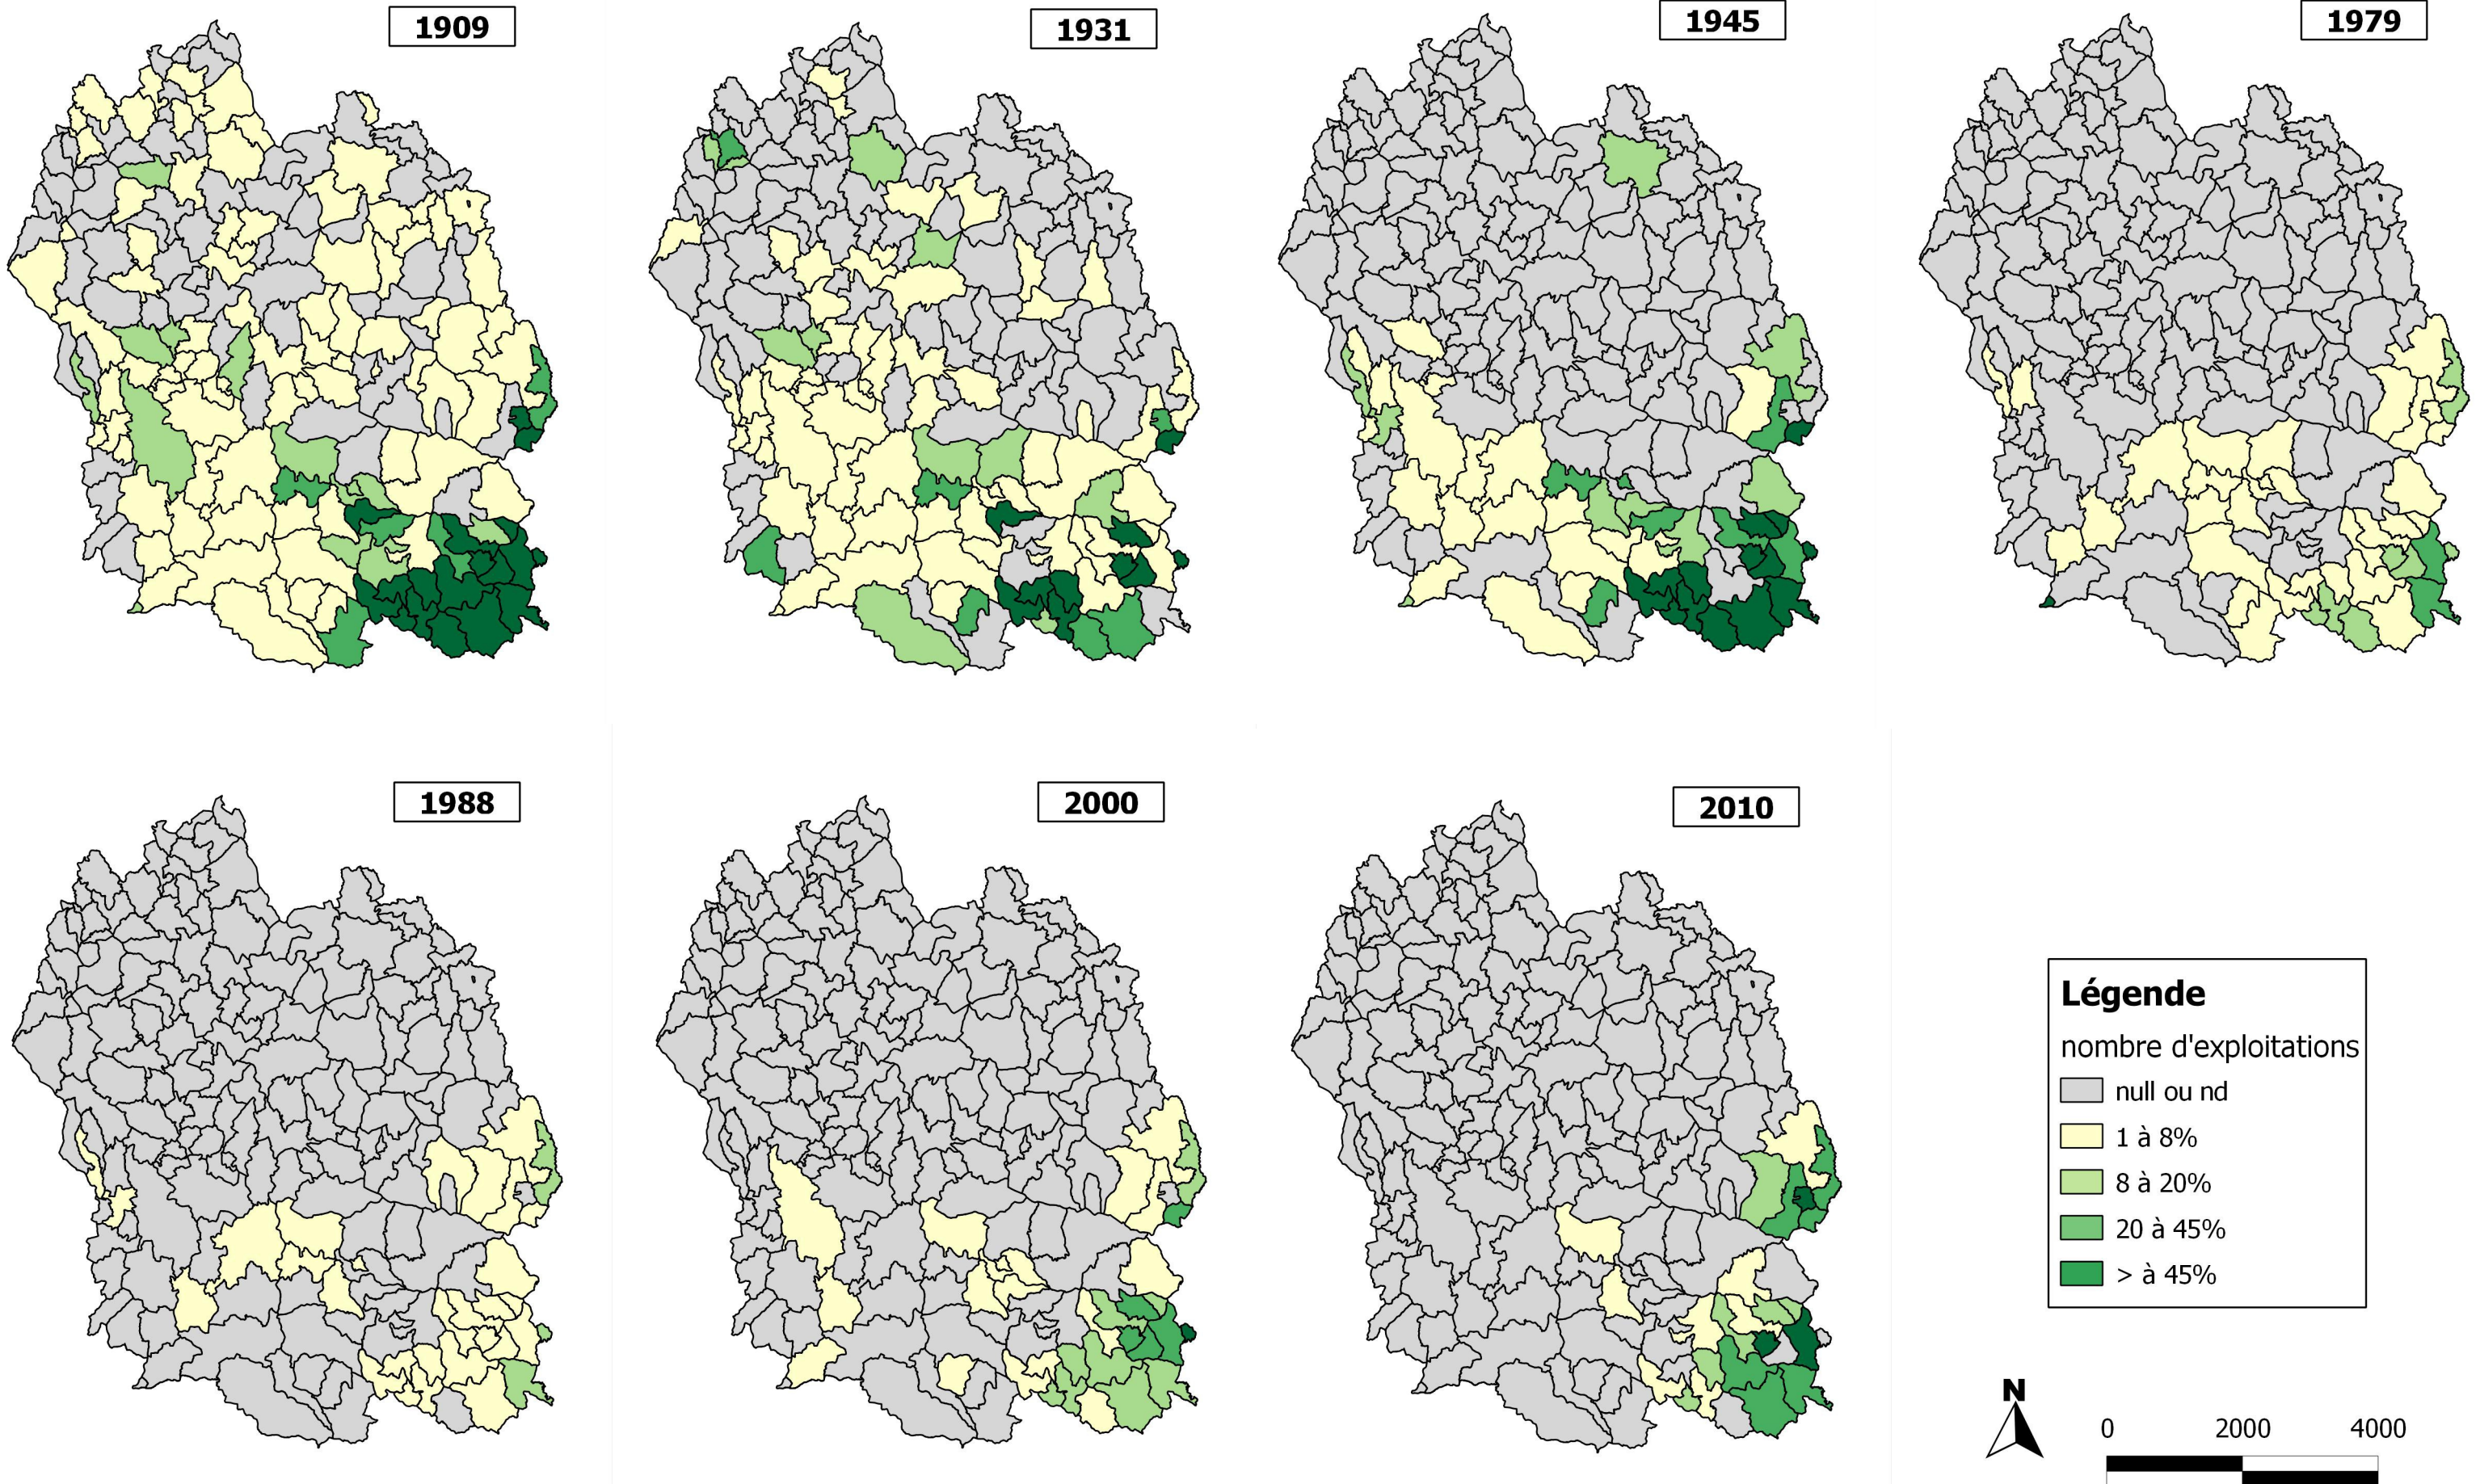 1909
1931
1945
1979
1988
2000
2010
Légende
nombre d'exploitations
null ou nd
1 à 8%
8 à 20%
20 à 45%
> à 45%
N
0 2000 4000